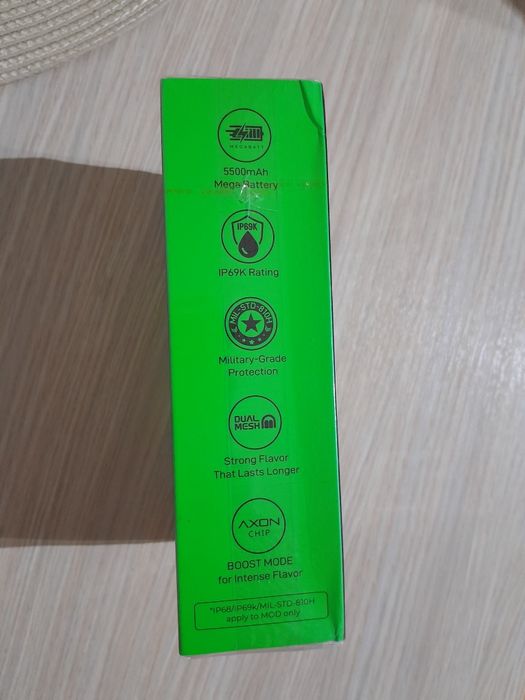 MEGABATT
5500mAh
Mega Battery
IP69K
IP69K Rating
MIL-STD-810H
Military-Grade
Protection
DUAL
MESH
Strong Flavor
That Lasts Longer
AXON
CHIP
BOOST MODE
for Intense Flavor
*IP68/IP69k/MIL-STD-810H
apply to MOD only